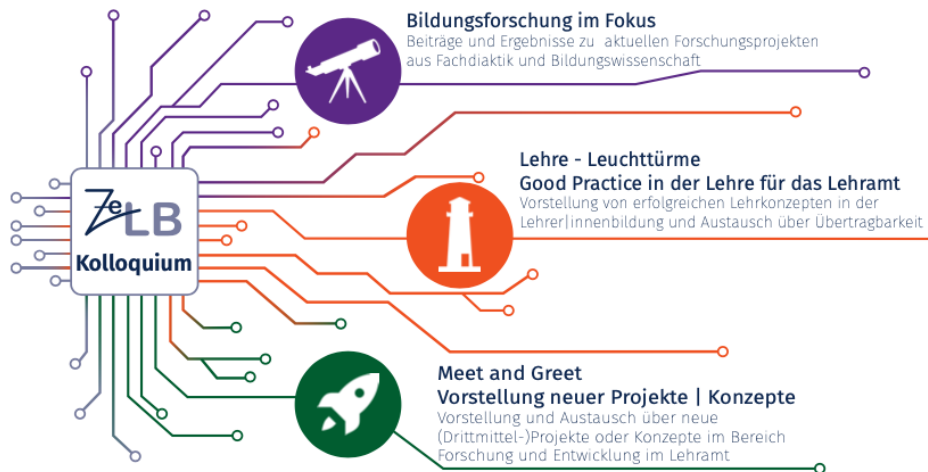 Bildungsforschung im Fokus
Beiträge und Ergebnisse zu aktuellen Forschungsprojekten
aus Fachdiaktik und Bildungswissenschaft
Lehre - Leuchttürme
Good Practice in der Lehre für das Lehramt
Vorstellung von erfolgreichen Lehrkonzepten in der
Lehrer|innenbildung und Austausch über Übertragbarkeit
ZeLB
Kolloquium
Meet and Greet
Vorstellung neuer Projekte | Konzepte
Vorstellung und Austausch über neue
(Drittmittel-)Projekte oder Konzepte im Bereich
Forschung und Entwicklung im Lehramt